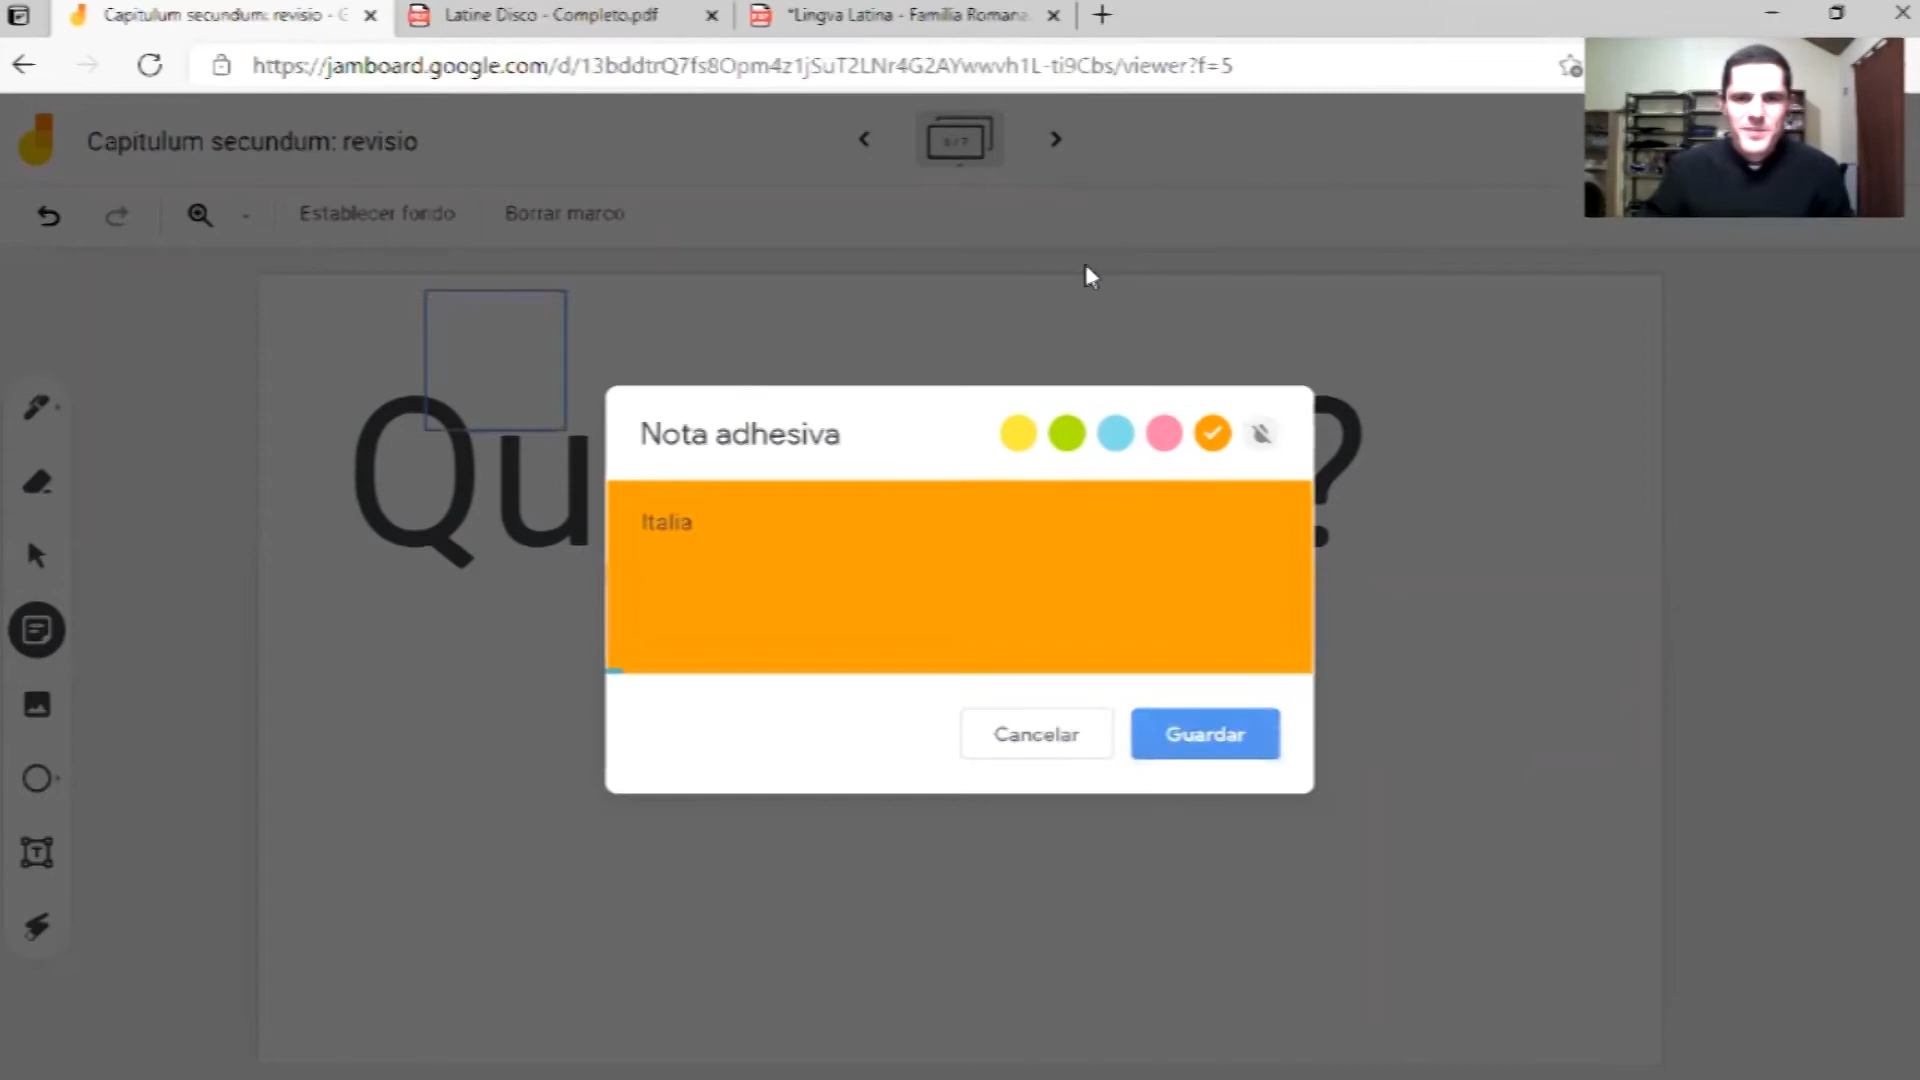 Capitulum secundum: revisio - G
Latine Disco - Completo.pdf
*Lingva Latina - Familia Romana
https://jamboard.google.com/d/13bddtrQ7fs8Opm4z1jSuT2LNr4G2AYwwvh1L-ti9Cbs/viewer?f=5
Capitulum secundum: revisio
Establecer fondo
Borrar marco
Qu ?
Nota adhesiva
Italia
Cancelar
Guardar